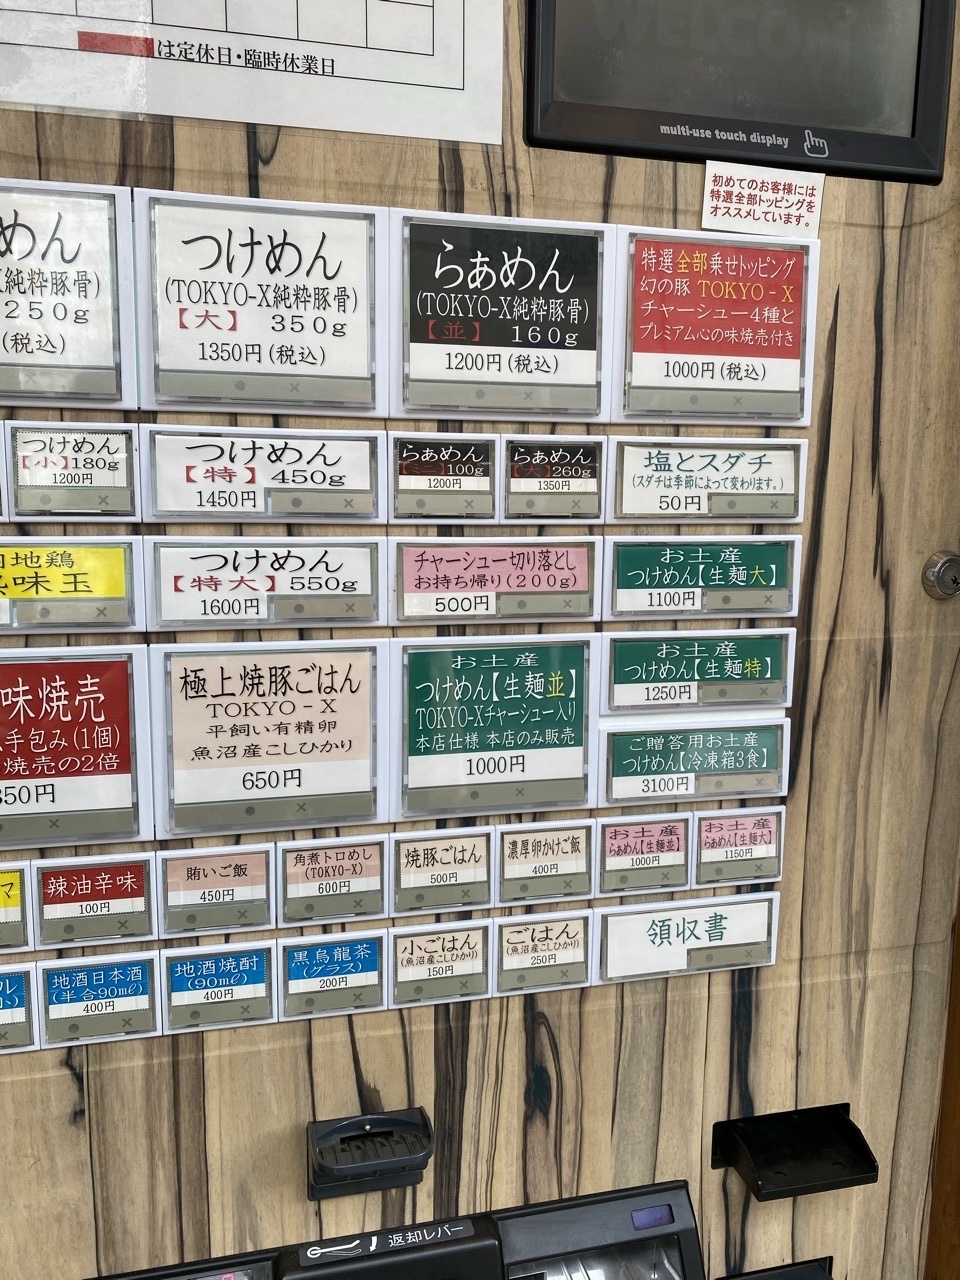 は定休日・臨時休業日
multi-use touch display
初めてのお客様には
特選全部トッピングを
オススメしています。
めん
純粋豚骨)
250g
(税込)
つけめん
(TOKYO-X純粋豚骨)
【大】 350g
1350円(税込)
らぁめん
(TOKYO-X純粋豚骨)
【並】 160g
1200円(税込)
特選全部乗せトッピング
幻の豚 TOKYO-X
チャーシュー4種と
プレミアム心の味焼売付き
1000円(税込)
つけめん
【小】180g
1200円
つけめん
【特】 450g
1450円
らぁめん
【ミニ】100g
1200円
らぁめん
【大】260g
1350円
塩とスダチ
(スダチは季節によって変わります。)
50円
地鶏
味玉
つけめん
【特大】 550g
1600円
チャーシュー切り落とし
お持ち帰り(200g)
500円
お土産
つけめん【生麺大】
1100円
味焼売
手包み(1個)
焼売の2倍
350円
極上焼豚ごはん
TOKYO-X
平飼い有精卵
魚沼産こしひかり
650円
お土産
つけめん【生麺並】
TOKYO-Xチャーシュー入り
本店仕様 本店のみ販売
1000円
お土産
つけめん【生麺特】
1250円
ご贈答用お土産
つけめん【冷凍箱3食】
3100円
マ
辣油辛味
100円
賄いご飯
450円
角煮トロめし
(TOKYO-X)
600円
焼豚ごはん
500円
濃厚卵かけご飯
400円
お土産
らぁめん【生麺並】
1000円
お土産
らぁめん【生麺大】
1150円
ル
小)
地酒日本酒
(半合90mℓ)
400円
地酒焼酎
(90mℓ)
400円
黒烏龍茶
(グラス)
200円
小ごはん
(魚沼産こしひかり)
150円
ごはん
(魚沼産こしひかり)
250円
領収書
返却レバー